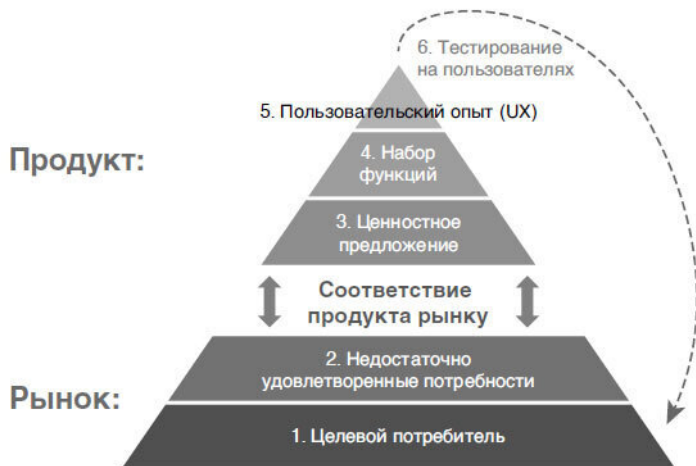 6. Тестирование
на пользователях
5. Пользовательский опыт (UX)
Продукт:
4. Набор
функций
3. Ценностное
предложение
Соответствие
продукта рынку
2. Недостаточно
удовлетворенные потребности
Рынок:
1. Целевой потребитель